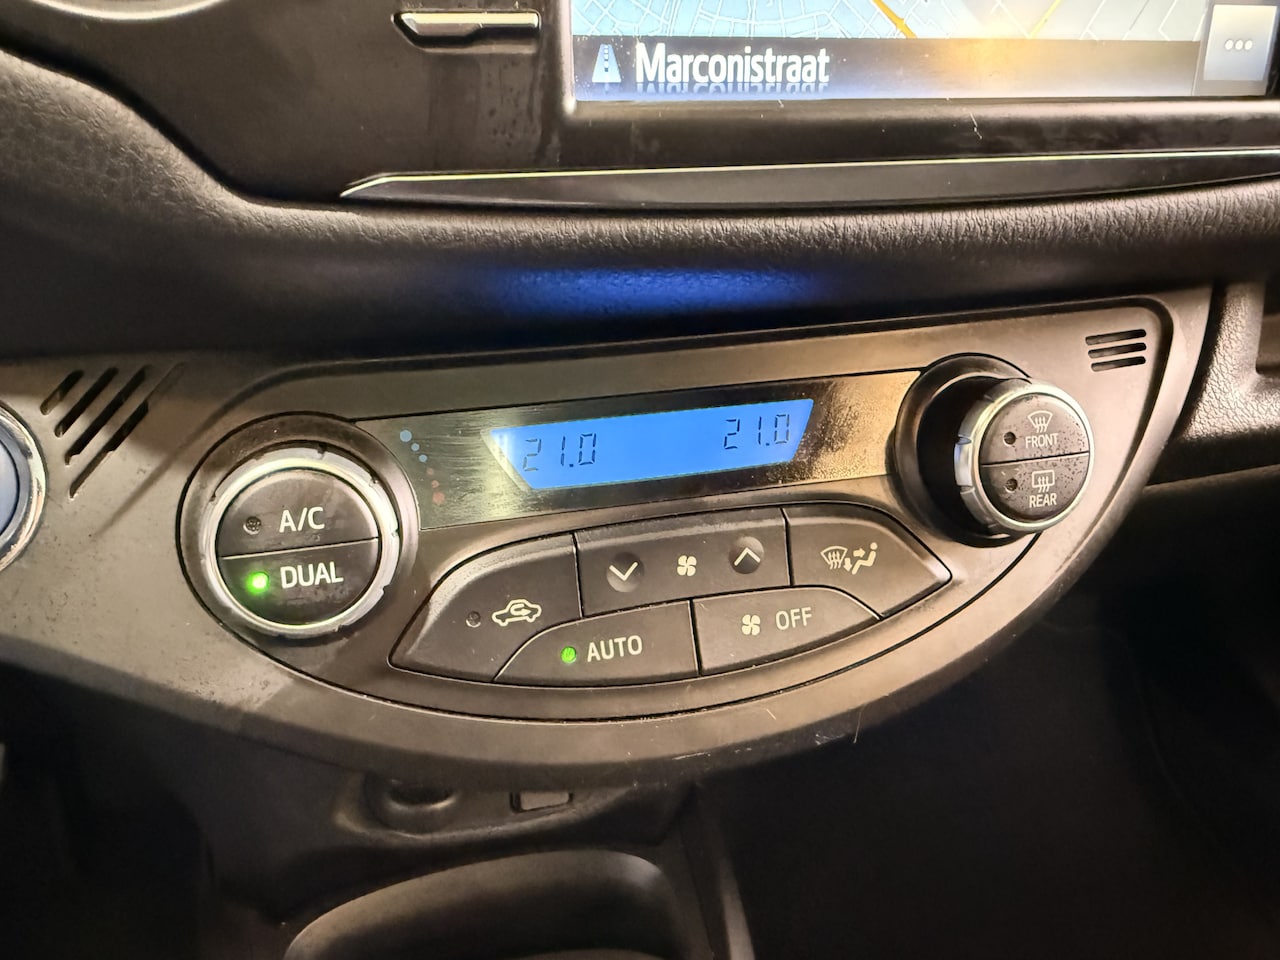 Marconistraat
21.0
21.0
FRONT
REAR
A/C
DUAL
AUTO
OFF